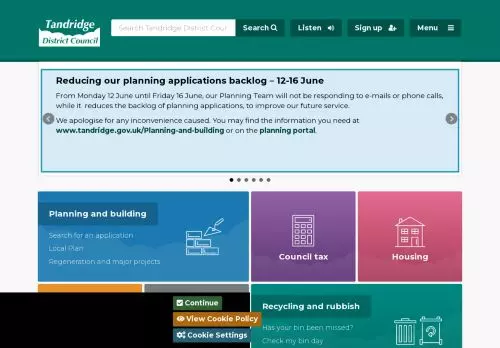 Tandridge
District Council
Search Tandridge District Coun
Search
Listen
Sign up
Menu
Reducing our planning applications backlog – 12-16 June
From Monday 12 June until Friday 16 June, our Planning Team will not be responding to e-mails or phone calls,
while it reduces the backlog of planning applications, to improve our future service.
We apologise for any inconvenience caused. You may find the information you need at
www.tandridge.gov.uk/Planning-and-building or on the planning portal.
Planning and building
Search for an application
Local Plan
Regeneration and major projects
Council tax
Housing
Continue
View Cookie Policy
Cookie Settings
Recycling and rubbish
Has your bin been missed?
Check my bin day